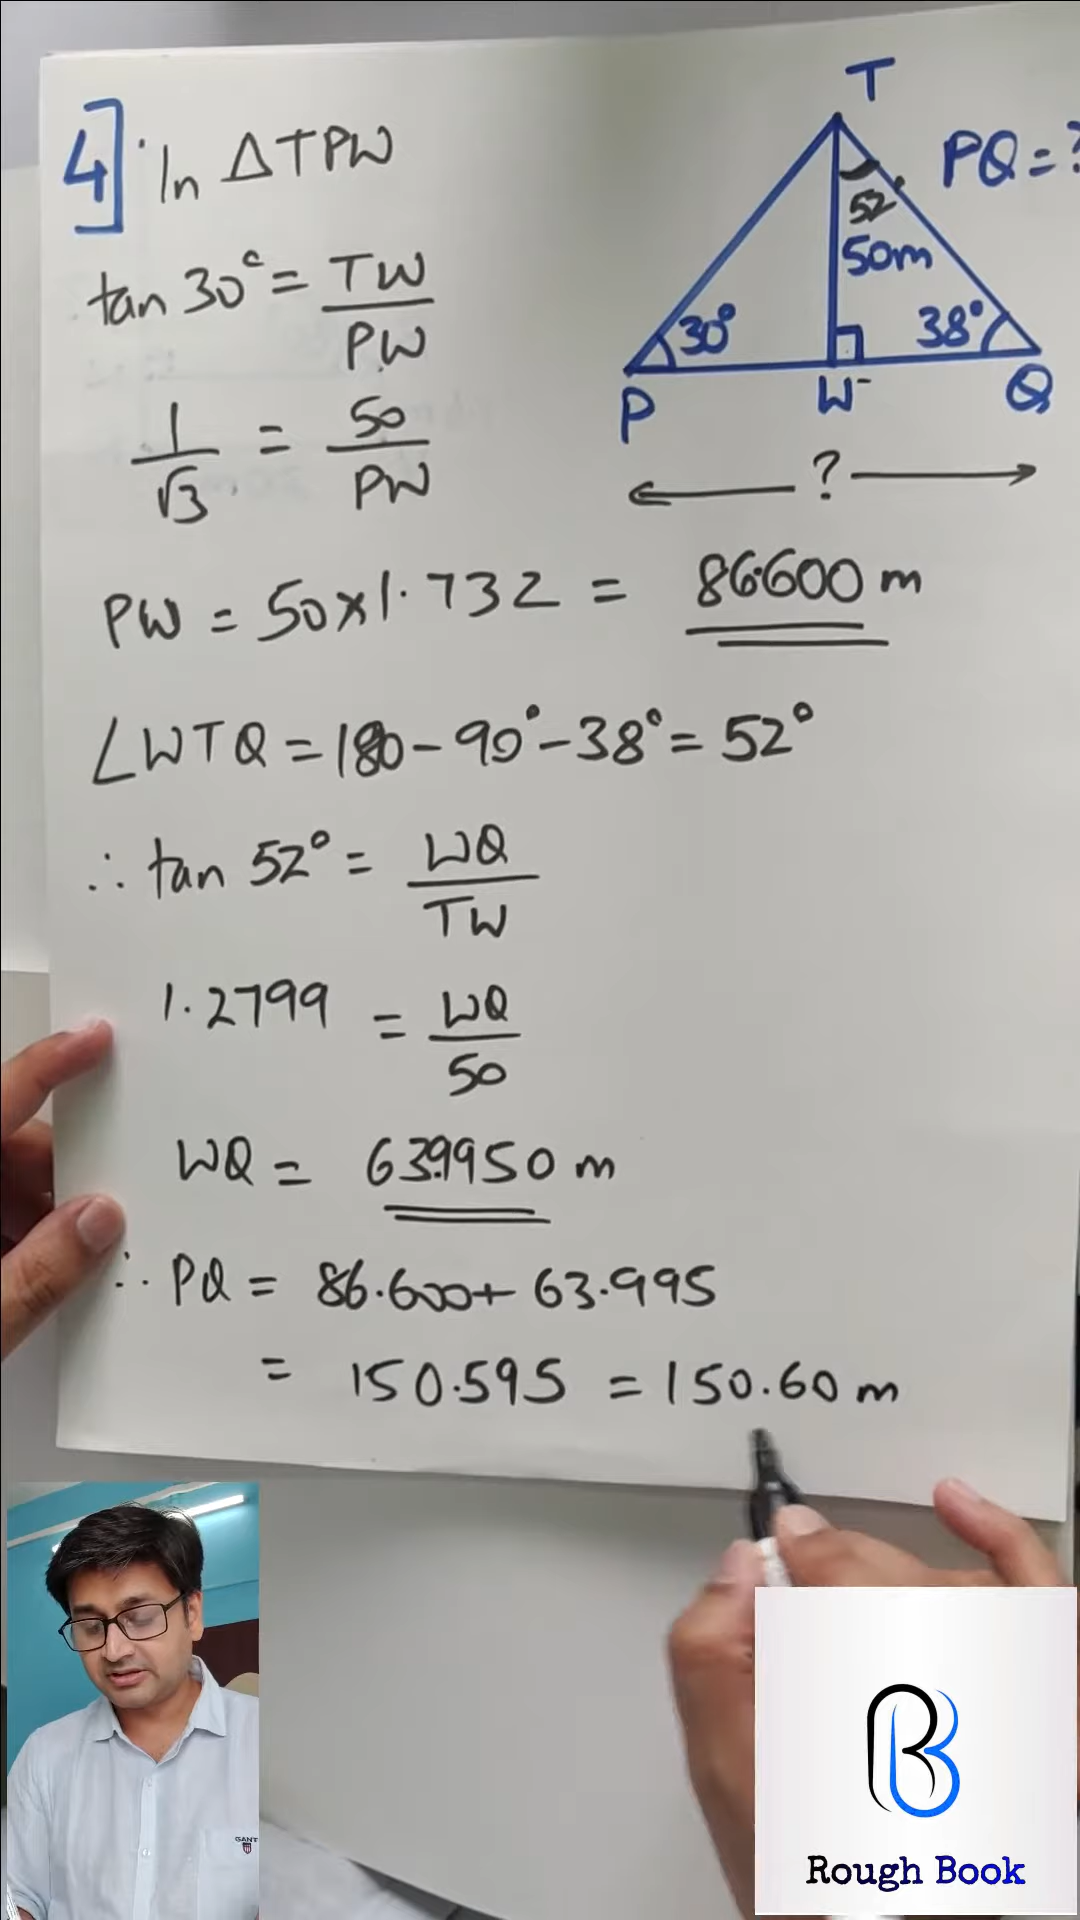 4] In ΔTPW
tan 30° = TW/PW
1/√3 = 50/PW
T
PQ = ?
52°
50m
30°
38°
P
W
Q
?
PW = 50×1.732 = 86.600 m
∠WTQ = 180 - 90° - 38° = 52°
∴ tan 52° = WQ/TW
1.2799 = WQ/50
WQ = 63.9950 m
∴ PQ = 86.600 + 63.995
= 150.595 = 150.60 m
GANT
Rough Book